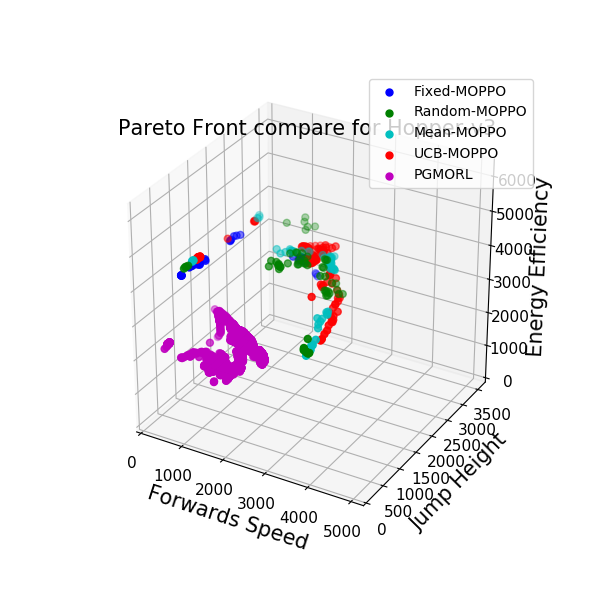 Pareto Front compare for Hopper-v3
Fixed-MOPPO
Random-MOPPO
Mean-MOPPO
UCB-MOPPO
PGMORL
0
1000
2000
3000
4000
5000
Forwards Speed
0
500
1000
1500
2000
2500
3000
3500
Jump Height
0
1000
2000
3000
4000
5000
6000
Energy Efficiency